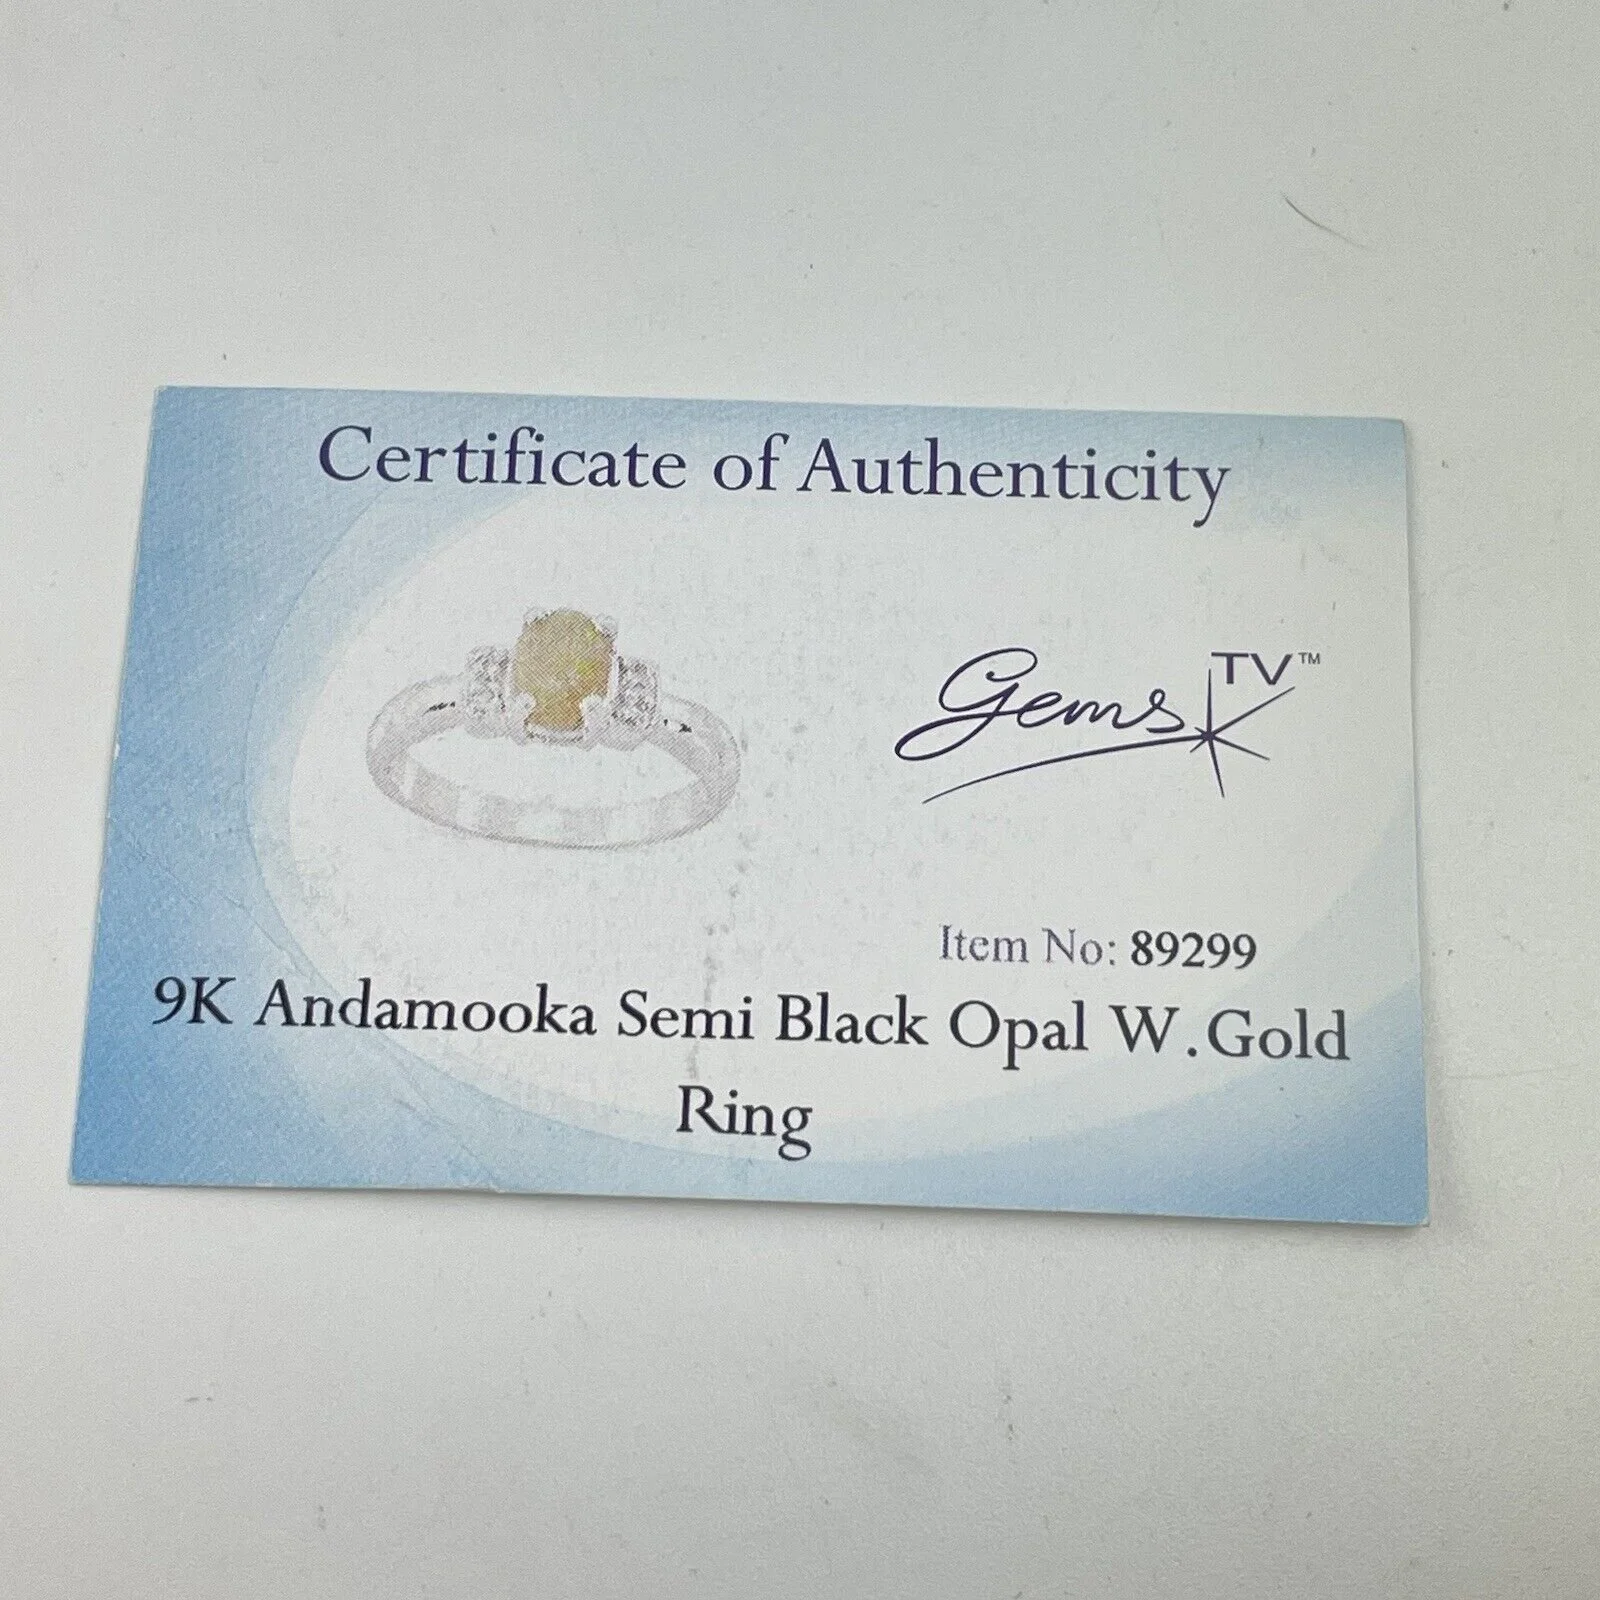 Certificate of Authenticity
Gems TV™
Item No: 89299
9K Andamooka Semi Black Opal W.Gold
Ring